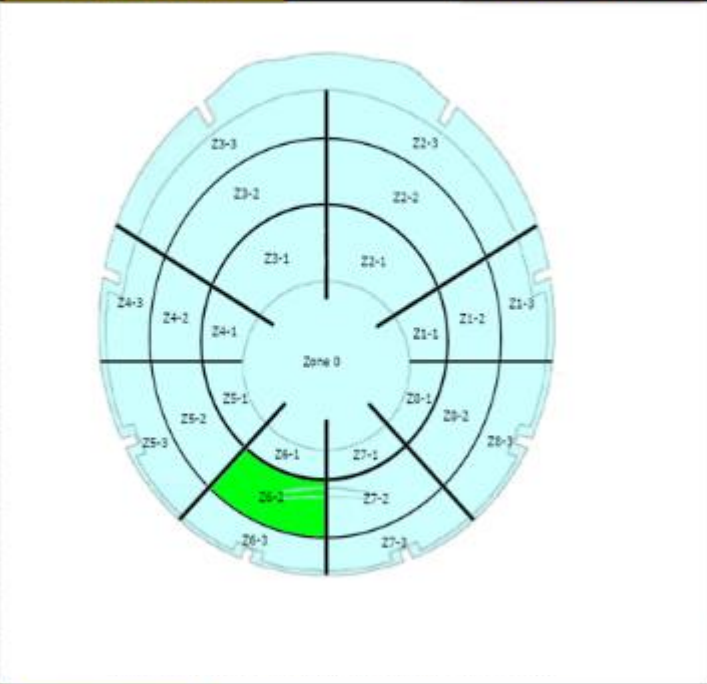 Z3-3 Z2-3
Z3-2 Z2-2
Z3-1 Z2-1
Z4-3 Z4-2 Z4-1 Z1-1 Z1-2 Z1-3
Zone 0
Z5-1 Z8-1
Z5-2 Z8-2
Z5-3 Z8-3
Z6-1 Z7-1
Z6-2 Z7-2
Z6-3 Z7-3